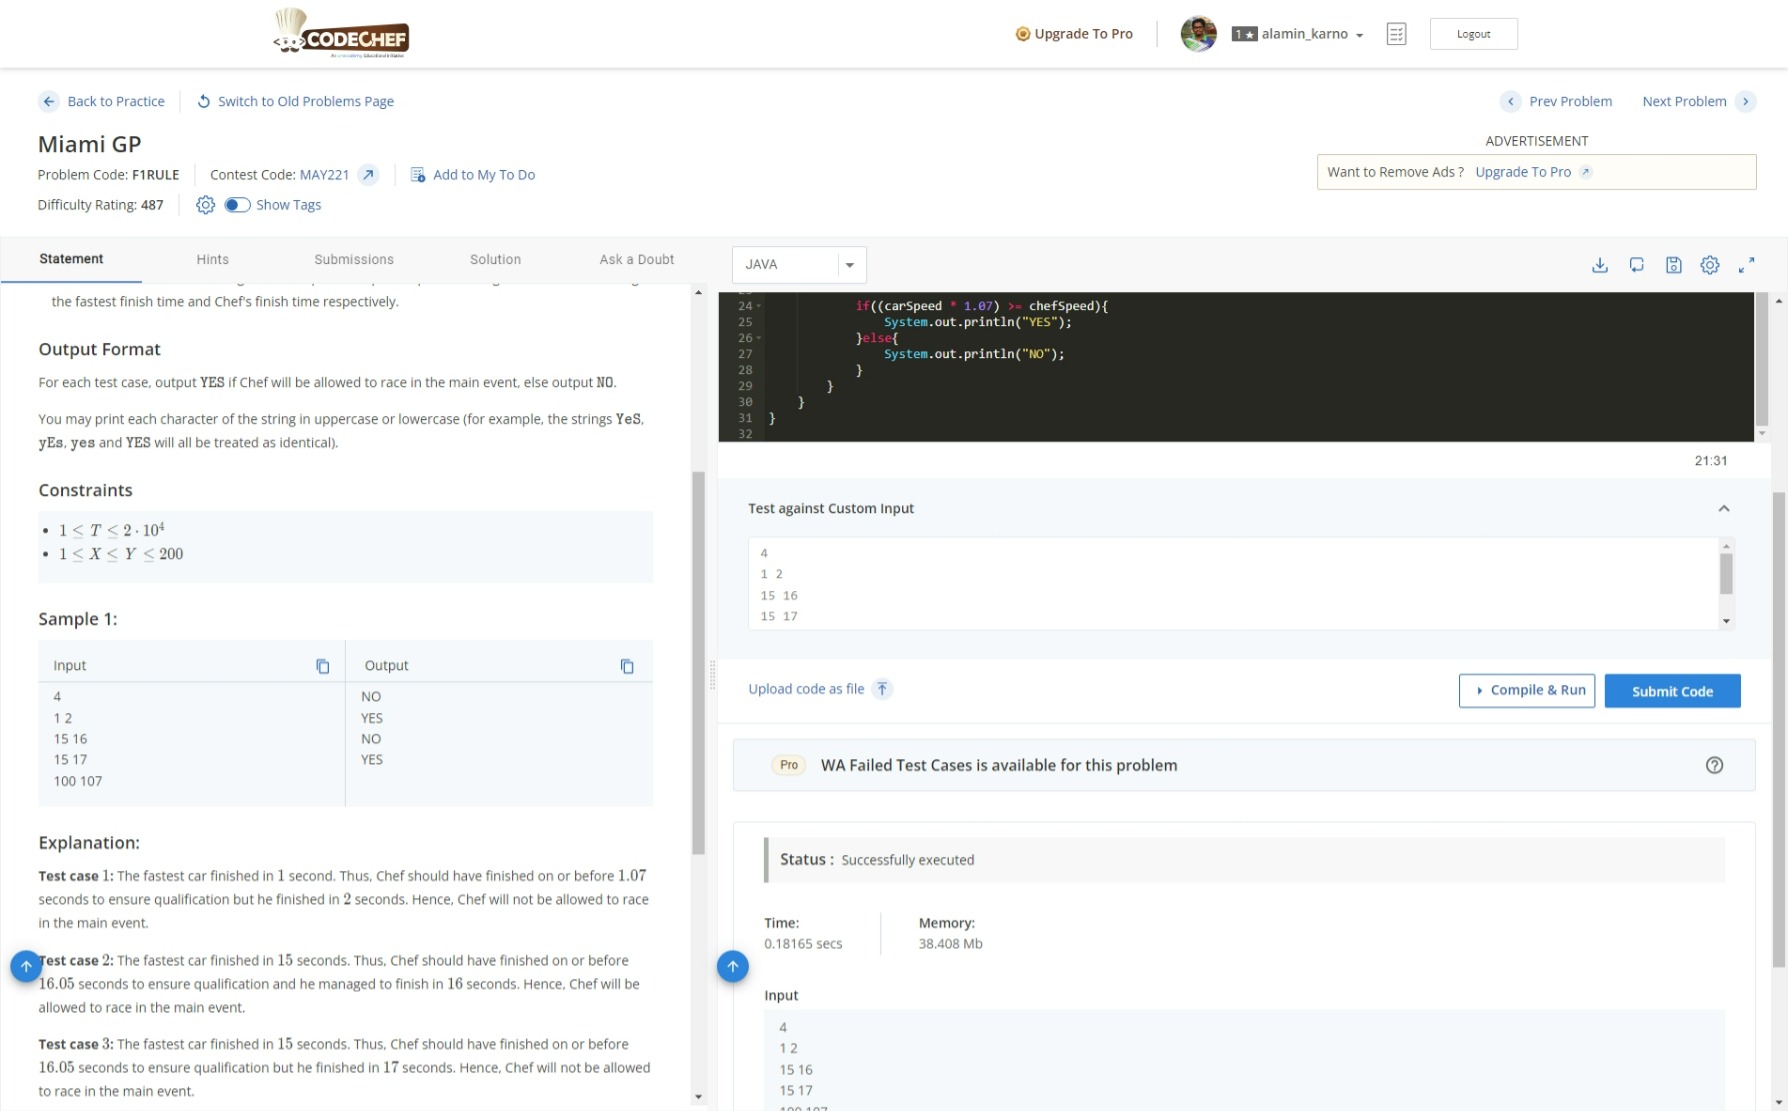 CODECHEF
An unacademy Educational Initiative
Upgrade To Pro
1★ alamin_karno
Logout
Back to Practice
Switch to Old Problems Page
Prev Problem
Next Problem
Miami GP
ADVERTISEMENT
Problem Code: F1RULE
Contest Code: MAY221
Add to My To Do
Want to Remove Ads ? Upgrade To Pro
Difficulty Rating: 487
Show Tags
Statement
Hints
Submissions
Solution
Ask a Doubt
JAVA
the fastest finish time and Chef's finish time respectively.
Output Format
For each test case, output YES if Chef will be allowed to race in the main event, else output NO.
You may print each character of the string in uppercase or lowercase (for example, the strings YeS,
yEs, yes and YES will all be treated as identical).
Constraints
• 1 ≤ T ≤ 2 · 10⁴
• 1 ≤ X ≤ Y ≤ 200
Sample 1:
Input
Output
4
1 2
15 16
15 17
100 107
NO
YES
NO
YES
Explanation:
Test case 1: The fastest car finished in 1 second. Thus, Chef should have finished on or before 1.07
seconds to ensure qualification but he finished in 2 seconds. Hence, Chef will not be allowed to race
in the main event.
Test case 2: The fastest car finished in 15 seconds. Thus, Chef should have finished on or before
16.05 seconds to ensure qualification and he managed to finish in 16 seconds. Hence, Chef will be
allowed to race in the main event.
Test case 3: The fastest car finished in 15 seconds. Thus, Chef should have finished on or before
16.05 seconds to ensure qualification but he finished in 17 seconds. Hence, Chef will not be allowed
to race in the main event.
24 if((carSpeed * 1.07) >= chefSpeed){
25 System.out.println("YES");
26 }else{
27 System.out.println("NO");
28 }
29 }
30 }
31 }
32
21:31
Test against Custom Input
4
1 2
15 16
15 17
Upload code as file
Compile & Run
Submit Code
Pro WA Failed Test Cases is available for this problem
Status : Successfully executed
Time:
0.18165 secs
Memory:
38.408 Mb
Input
4
1 2
15 16
15 17
100 107